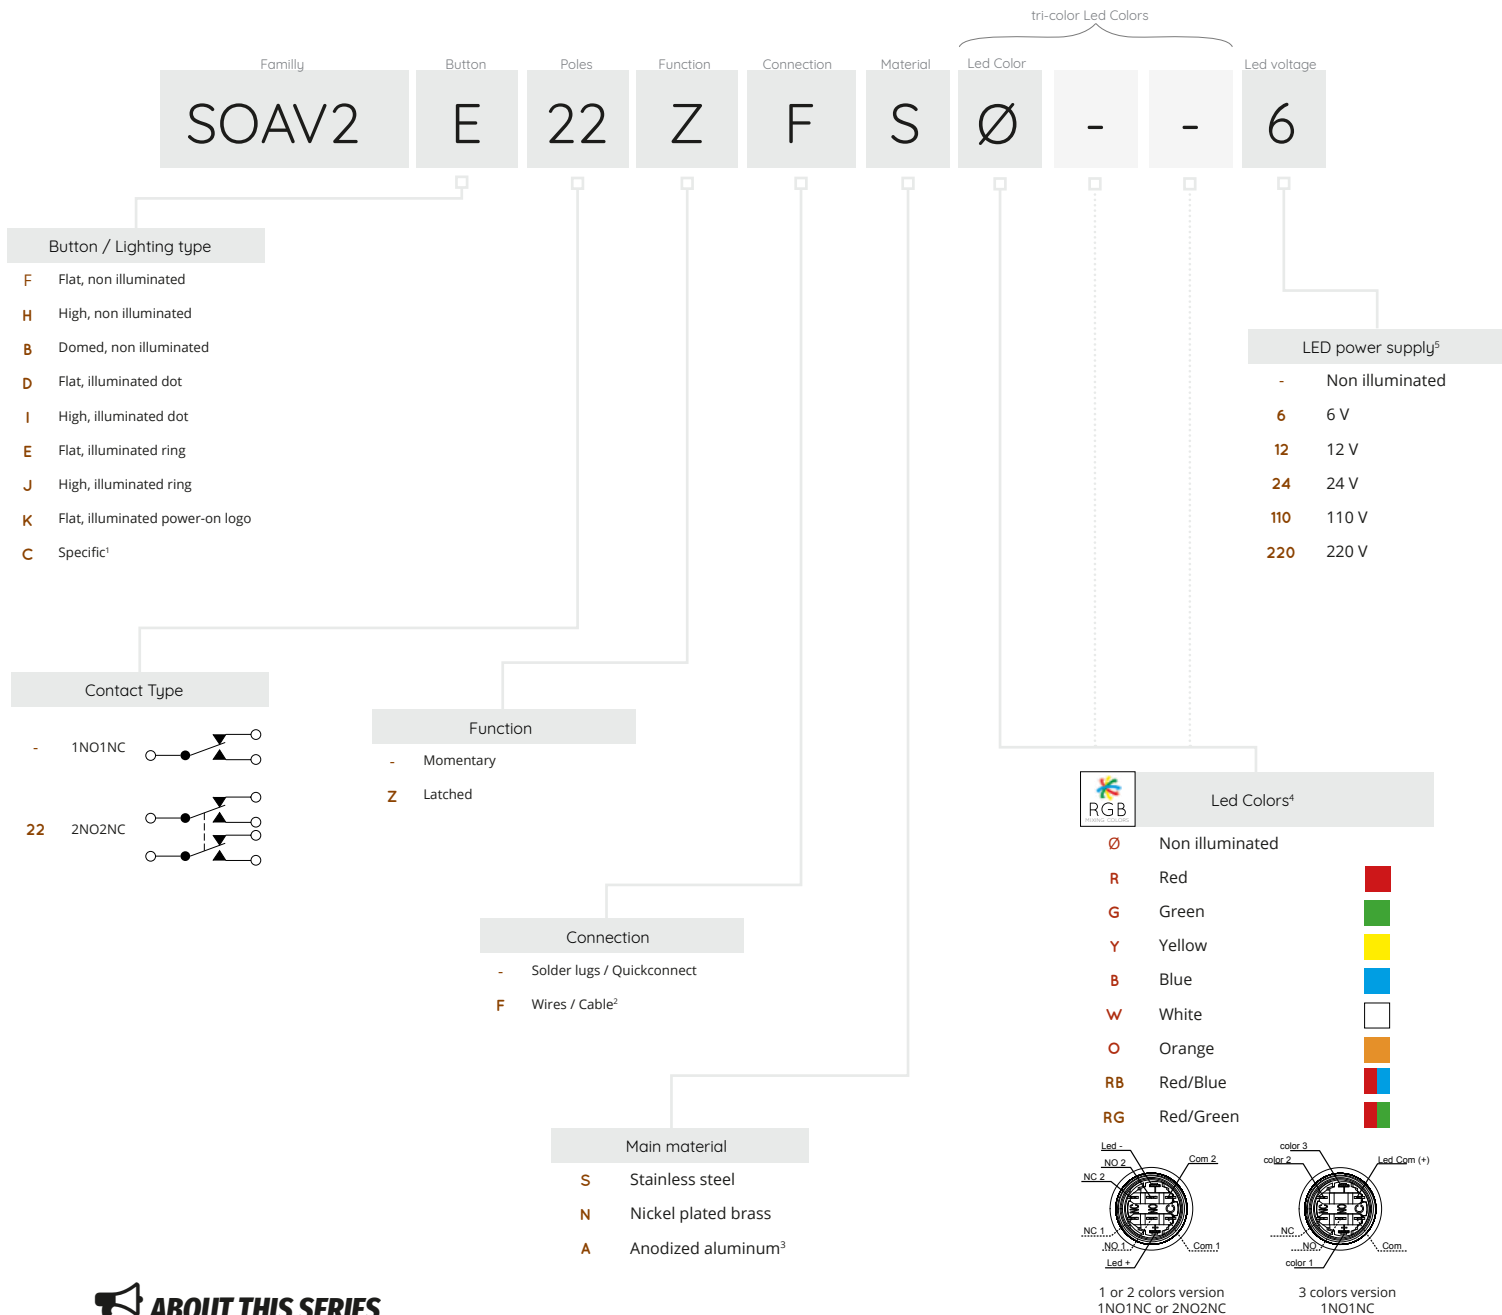 tri-color Led Colors
Familly Button Poles Function Connection Material Led Color Led voltage
SOAV2 E 22 Z F S Ø - - 6
Button / Lighting type
F Flat, non illuminated
H High, non illuminated
B Domed, non illuminated
D Flat, illuminated dot
I High, illuminated dot
E Flat, illuminated ring
J High, illuminated ring
K Flat, illuminated power-on logo
C Specific¹
LED power supply⁵
- Non illuminated
6 6 V
12 12 V
24 24 V
110 110 V
220 220 V
Contact Type
- 1NO1NC
22 2NO2NC
Function
- Momentary
Z Latched
Connection
- Solder lugs / Quickconnect
F Wires / Cable²
Main material
S Stainless steel
N Nickel plated brass
A Anodized aluminum³
RGB
MIXING COLORS
Led Colors⁴
Ø Non illuminated
R Red
G Green
Y Yellow
B Blue
W White
O Orange
RB Red/Blue
RG Red/Green
Led -
NO 2
Com 2
NC 2
NC NO C
NC 1
NO 1
Com 1
Led +
1 or 2 colors version
1NO1NC or 2NO2NC
color 3
color 2
Led Com (+)
NC NO C
NC
NO
Com
color 1
3 colors version
1NO1NC
ABOUT THIS SERIES